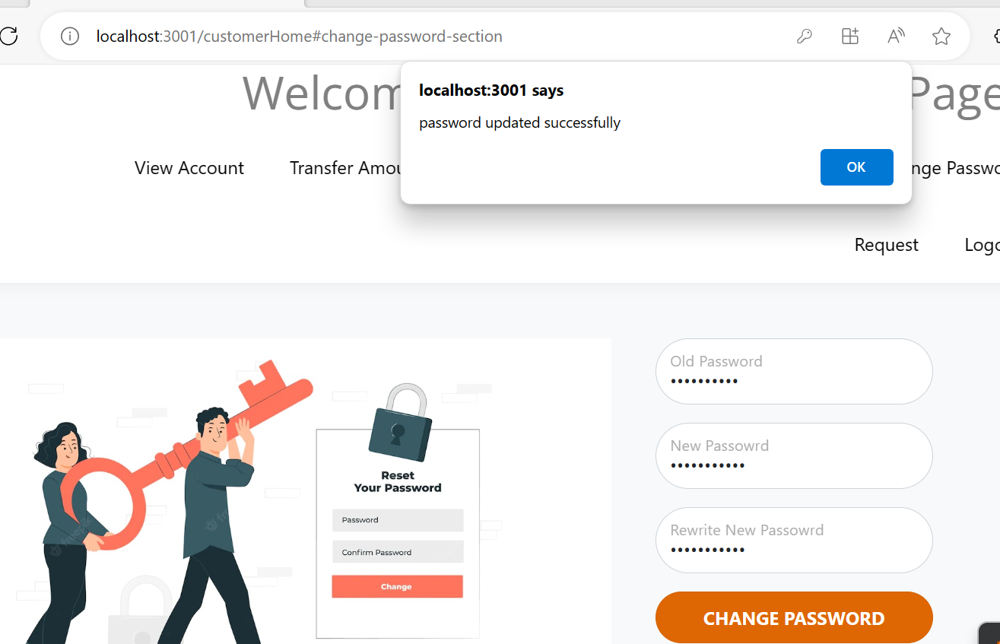 localhost:3001/customerHome#change-password-section
localhost:3001 says
password updated successfully
OK
Welcom
Page
View Account
Transfer Amou
nge Passwo
Request
Logo
Old Password
••••••••••
New Passowrd
•••••••••••
Rewrite New Passowrd
•••••••••••
CHANGE PASSWORD
Reset
Your Password
Password
Confirm Password
Change